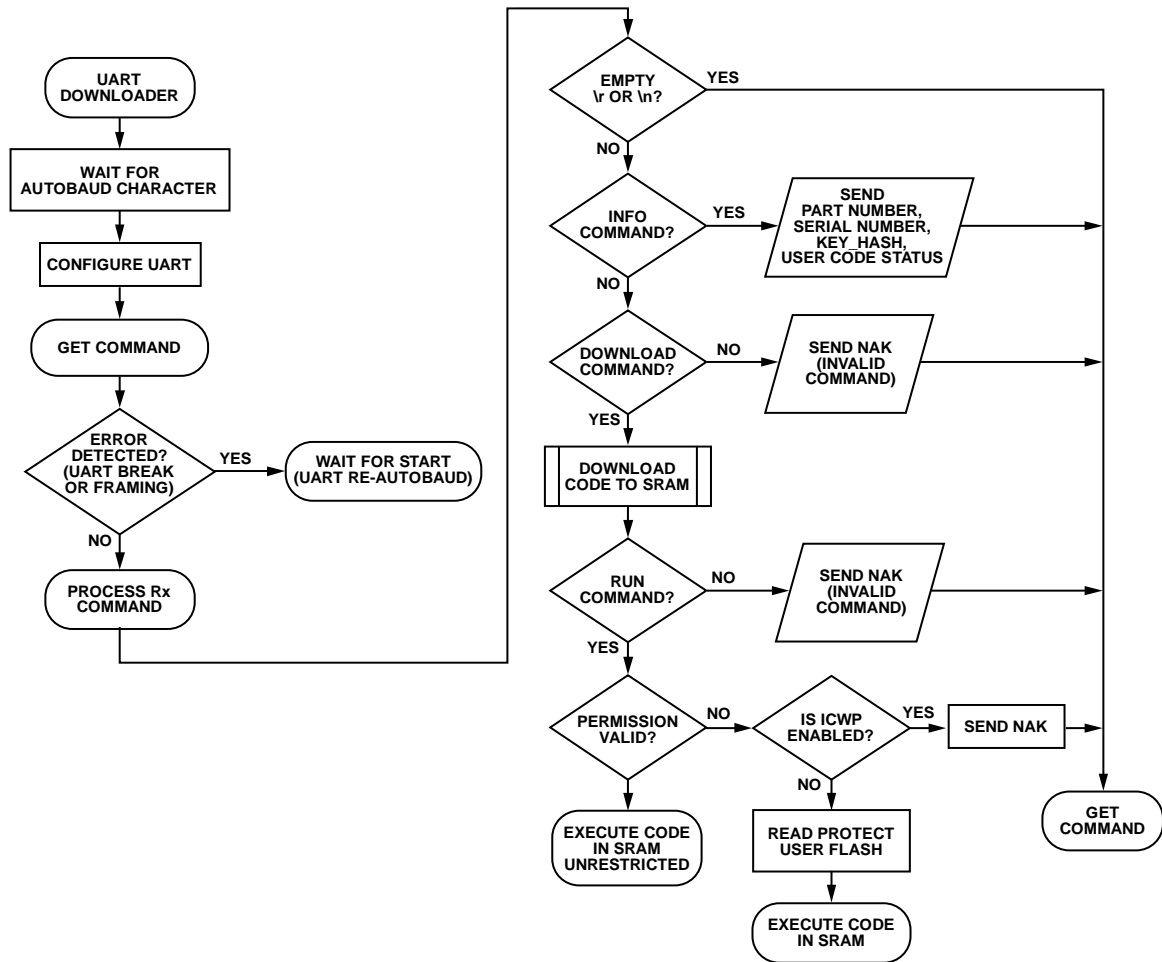 UART
DOWNLOADER
WAIT FOR
AUTOBAUD CHARACTER
CONFIGURE UART
GET COMMAND
ERROR
DETECTED?
(UART BREAK
OR FRAMING)
YES
WAIT FOR START
(UART RE-AUTOBAUD)
NO
PROCESS Rx
COMMAND
EMPTY
\r OR \n?
YES
NO
INFO
COMMAND?
YES
SEND
PART NUMBER,
SERIAL NUMBER,
KEY_HASH,
USER CODE STATUS
NO
DOWNLOAD
COMMAND?
NO
SEND NAK
(INVALID
COMMAND)
YES
DOWNLOAD
CODE TO SRAM
RUN
COMMAND?
NO
SEND NAK
(INVALID
COMMAND)
YES
PERMISSION
VALID?
NO
IS ICWP
ENABLED?
YES
SEND NAK
NO
EXECUTE CODE
IN SRAM
UNRESTRICTED
READ PROTECT
USER FLASH
EXECUTE CODE
IN SRAM
GET
COMMAND